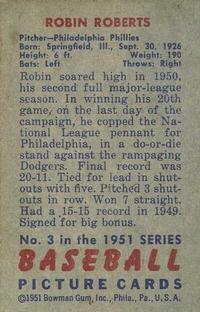 ROBIN ROBERTS
Pitcher—Philadelphia Phillies
Born: Springfield, Ill., Sept. 30, 1926
Height: 6 ft. Weight: 190
Bats: Left Throws: Right
Robin soared high in 1950,
his second full major-league
season. In winning his 20th
game, on the last day of the
campaign, he copped the Na-
tional League pennant for
Philadelphia, in a do-or-die
stand against the rampaging
Dodgers. Final record was
20-11. Tied for lead in shut-
outs with five. Pitched 3 shut-
outs in row. Won 7 straight.
Had a 15-15 record in 1949.
Signed for big bonus.
No. 3 in the 1951 SERIES
BASEBALL
PICTURE CARDS
©1951 Bowman Gum, Inc., Phila., Pa., U.S.A.